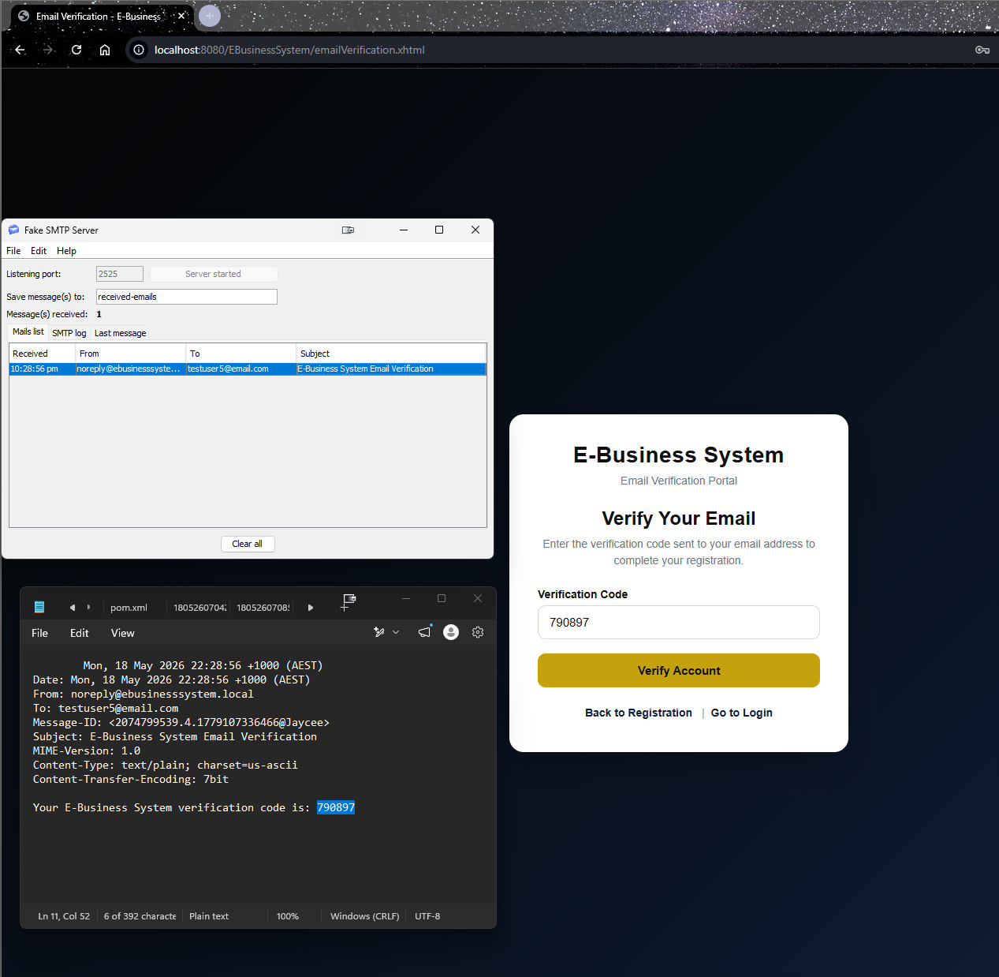 Email Verification - E-Business
localhost:8080/EBusinessSystem/emailVerification.xhtml
Fake SMTP Server
File Edit Help
Listening port: 2525 Server started
Save message(s) to: received-emails
Message(s) received: 1
Mails list SMTP log Last message
Received From To Subject
10:28:56 pm noreply@ebusinesssyste... testuser5@email.com E-Business System Email Verification
Clear all
pom.xml 1805260704 1805260708
File Edit View
Mon, 18 May 2026 22:28:56 +1000 (AEST)
Date: Mon, 18 May 2026 22:28:56 +1000 (AEST)
From: noreply@ebusinesssystem.local
To: testuser5@email.com
Message-ID: <2074799539.4.1779107336466@Jaycee>
Subject: E-Business System Email Verification
MIME-Version: 1.0
Content-Type: text/plain; charset=us-ascii
Content-Transfer-Encoding: 7bit
Your E-Business System verification code is: 790897
Ln 11, Col 52 6 of 392 characte Plain text 100% Windows (CRLF) UTF-8
E-Business System
Email Verification Portal
Verify Your Email
Enter the verification code sent to your email address to
complete your registration.
Verification Code
790897
Verify Account
Back to Registration | Go to Login